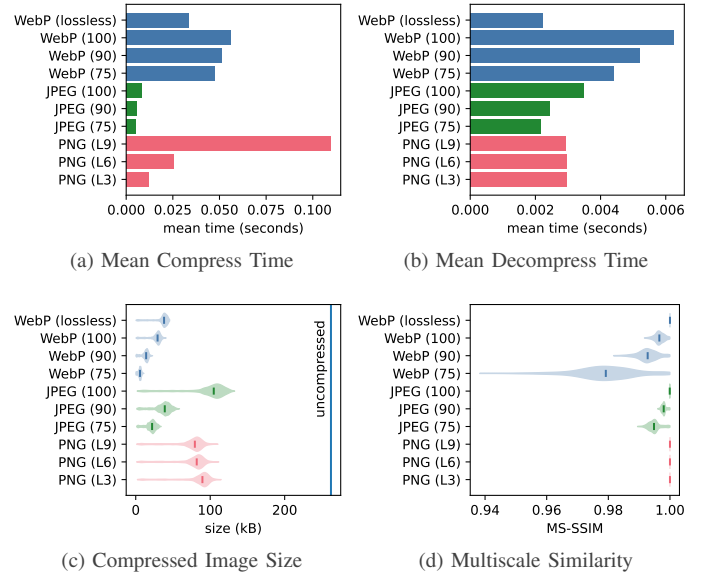 WebP (lossless)
WebP (100)
WebP (90)
WebP (75)
JPEG (100)
JPEG (90)
JPEG (75)
PNG (L9)
PNG (L6)
PNG (L3)
0.000 0.025 0.050 0.075 0.100
mean time (seconds)
(a) Mean Compress Time
WebP (lossless)
WebP (100)
WebP (90)
WebP (75)
JPEG (100)
JPEG (90)
JPEG (75)
PNG (L9)
PNG (L6)
PNG (L3)
0.000 0.002 0.004 0.006
mean time (seconds)
(b) Mean Decompress Time
WebP (lossless)
WebP (100)
WebP (90)
WebP (75)
JPEG (100)
JPEG (90)
JPEG (75)
PNG (L9)
PNG (L6)
PNG (L3)
uncompressed
0 100 200
size (kB)
(c) Compressed Image Size
WebP (lossless)
WebP (100)
WebP (90)
WebP (75)
JPEG (100)
JPEG (90)
JPEG (75)
PNG (L9)
PNG (L6)
PNG (L3)
0.94 0.96 0.98 1.00
MS-SSIM
(d) Multiscale Similarity